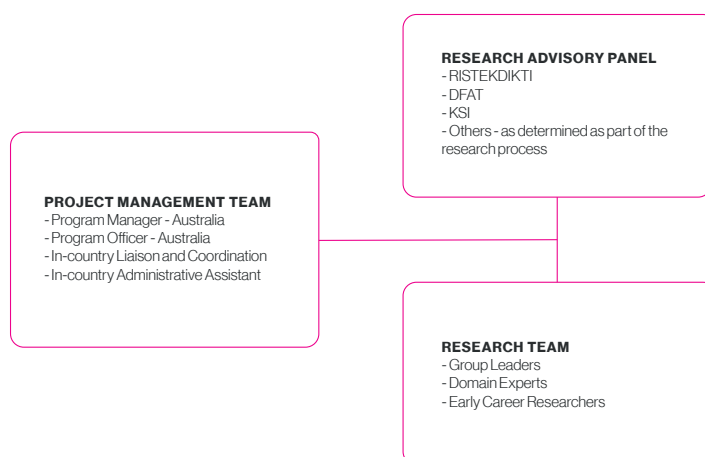 RESEARCH ADVISORY PANEL
- RISTEKDIKTI
- DFAT
- KSI
- Others - as determined as part of the
research process
PROJECT MANAGEMENT TEAM
- Program Manager - Australia
- Program Officer - Australia
- In-country Liaison and Coordination
- In-country Administrative Assistant
RESEARCH TEAM
- Group Leaders
- Domain Experts
- Early Career Researchers